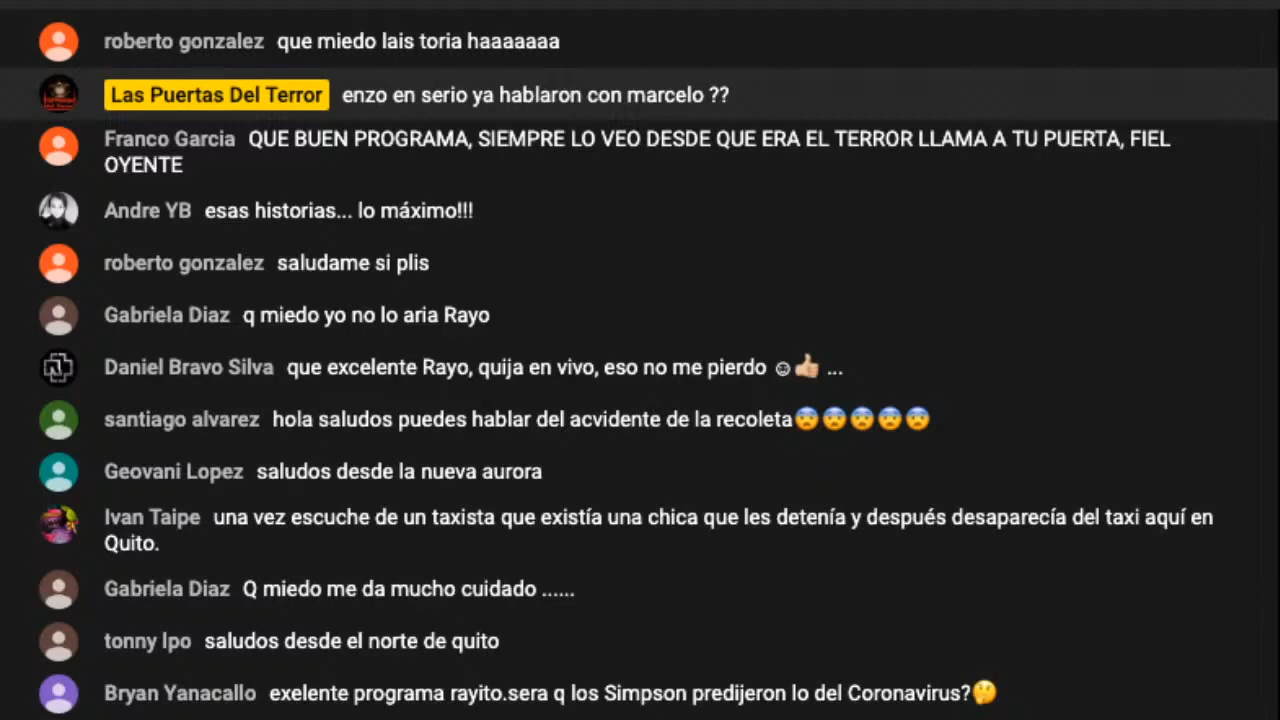 roberto gonzalez que miedo lais toria haaaaaaa
Las Puertas Del Terror enzo en serio ya hablaron con marcelo ??
Franco Garcia QUE BUEN PROGRAMA, SIEMPRE LO VEO DESDE QUE ERA EL TERROR LLAMA A TU PUERTA, FIEL
OYENTE
Andre YB esas historias... lo máximo!!!
roberto gonzalez saludame si plis
Gabriela Diaz q miedo yo no lo aria Rayo
Daniel Bravo Silva que excelente Rayo, quija en vivo, eso no me pierdo ☺👍🏼 ...
santiago alvarez hola saludos puedes hablar del acvidente de la recoleta😨😨😨😨😨
Geovani Lopez saludos desde la nueva aurora
Ivan Taipe una vez escuche de un taxista que existía una chica que les detenía y después desaparecía del taxi aquí en
Quito.
Gabriela Diaz Q miedo me da mucho cuidado ......
tonny lpo saludos desde el norte de quito
Bryan Yanacallo exelente programa rayito.sera q los Simpson predijeron lo del Coronavirus?🤔